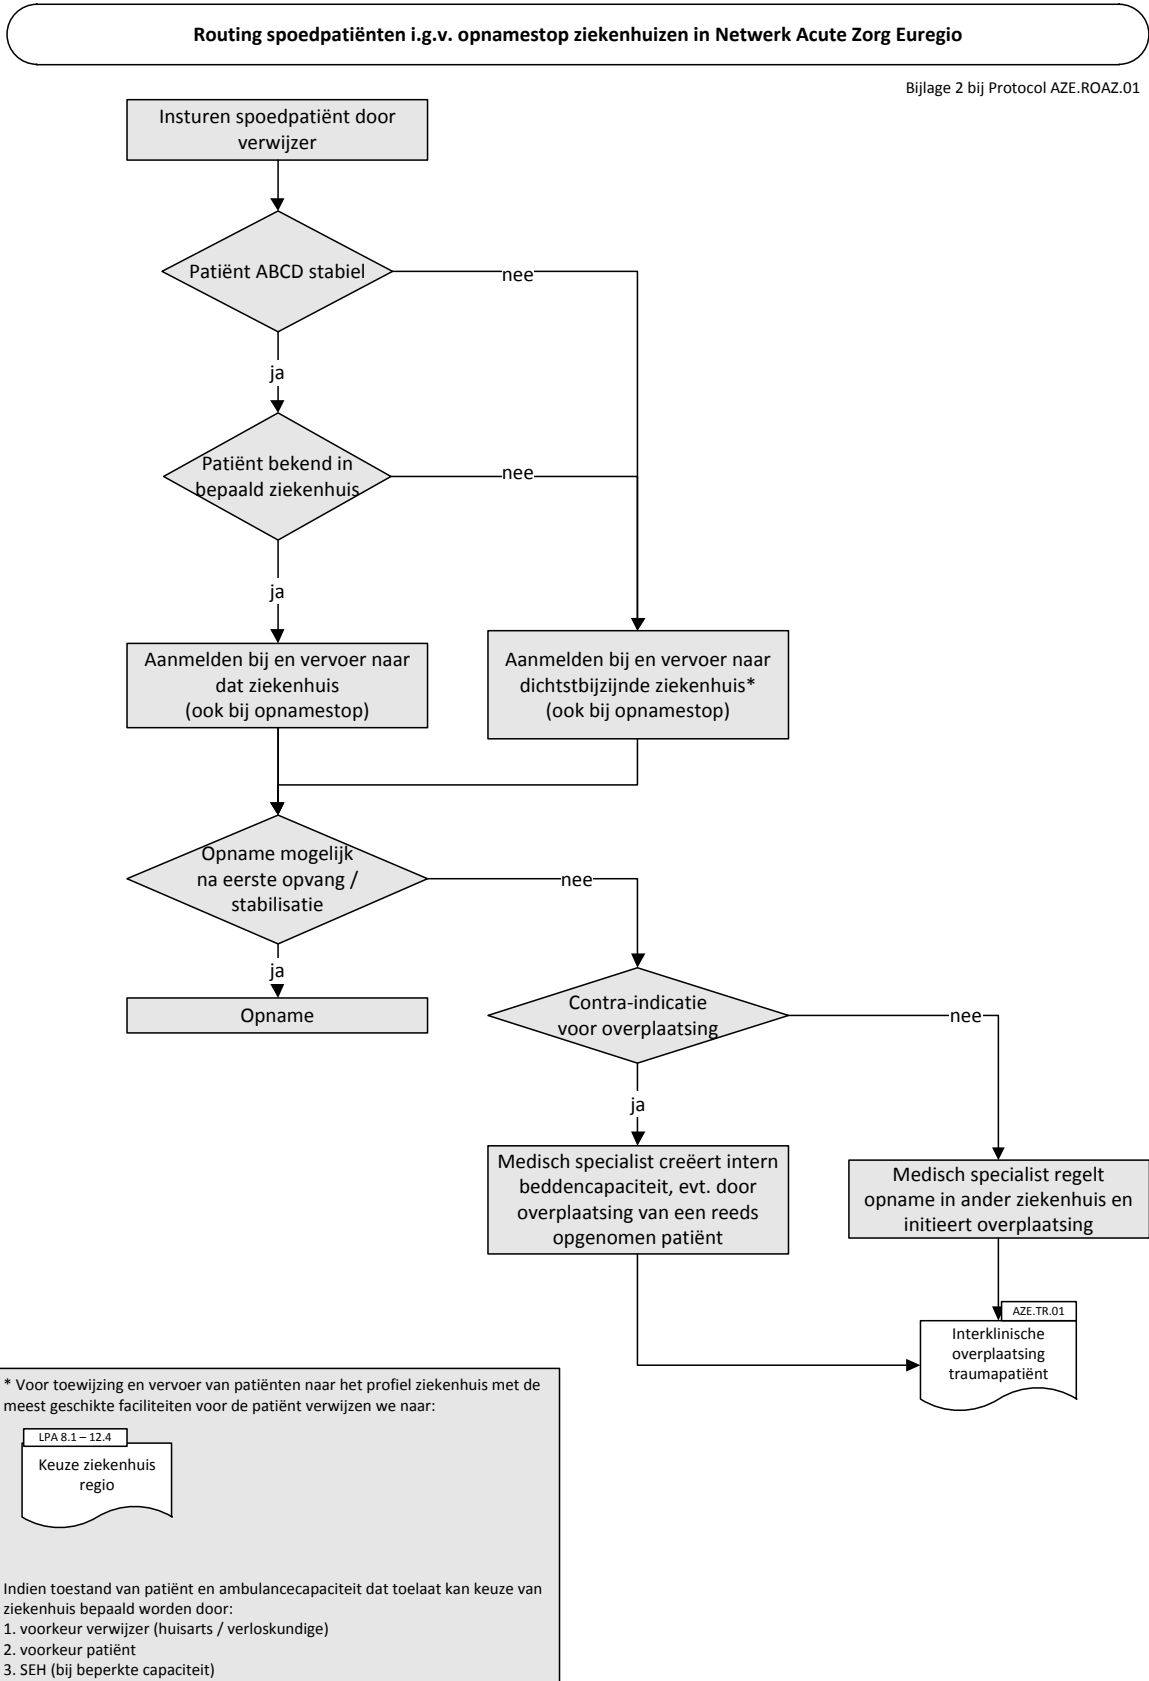 Routing spoedpatiënten i.g.v. opnamestop ziekenhuizen in Netwerk Acute Zorg Euregio
Bijlage 2 bij Protocol AZE.ROAZ.01
Insturen spoedpatiënt door
verwijzer
Patiënt ABCD stabiel
nee
ja
Patiënt bekend in
bepaald ziekenhuis
nee
ja
Aanmelden bij en vervoer naar
dat ziekenhuis
(ook bij opnamestop)
Aanmelden bij en vervoer naar
dichtstbijzijnde ziekenhuis*
(ook bij opnamestop)
Opname mogelijk
na eerste opvang /
stabilisatie
nee
ja
Opname
Contra-indicatie
voor overplaatsing
nee
ja
Medisch specialist creëert intern
beddencapaciteit, evt. door
overplaatsing van een reeds
opgenomen patiënt
Medisch specialist regelt
opname in ander ziekenhuis en
initieert overplaatsing
AZE.TR.01
Interklinische
overplaatsing
traumapatiënt
* Voor toewijzing en vervoer van patiënten naar het profiel ziekenhuis met de
meest geschikte faciliteiten voor de patiënt verwijzen we naar:
LPA 8.1 – 12.4
Keuze ziekenhuis
regio
Indien toestand van patiënt en ambulancecapaciteit dat toelaat kan keuze van
ziekenhuis bepaald worden door:
1. voorkeur verwijzer (huisarts / verloskundige)
2. voorkeur patiënt
3. SEH (bij beperkte capaciteit)